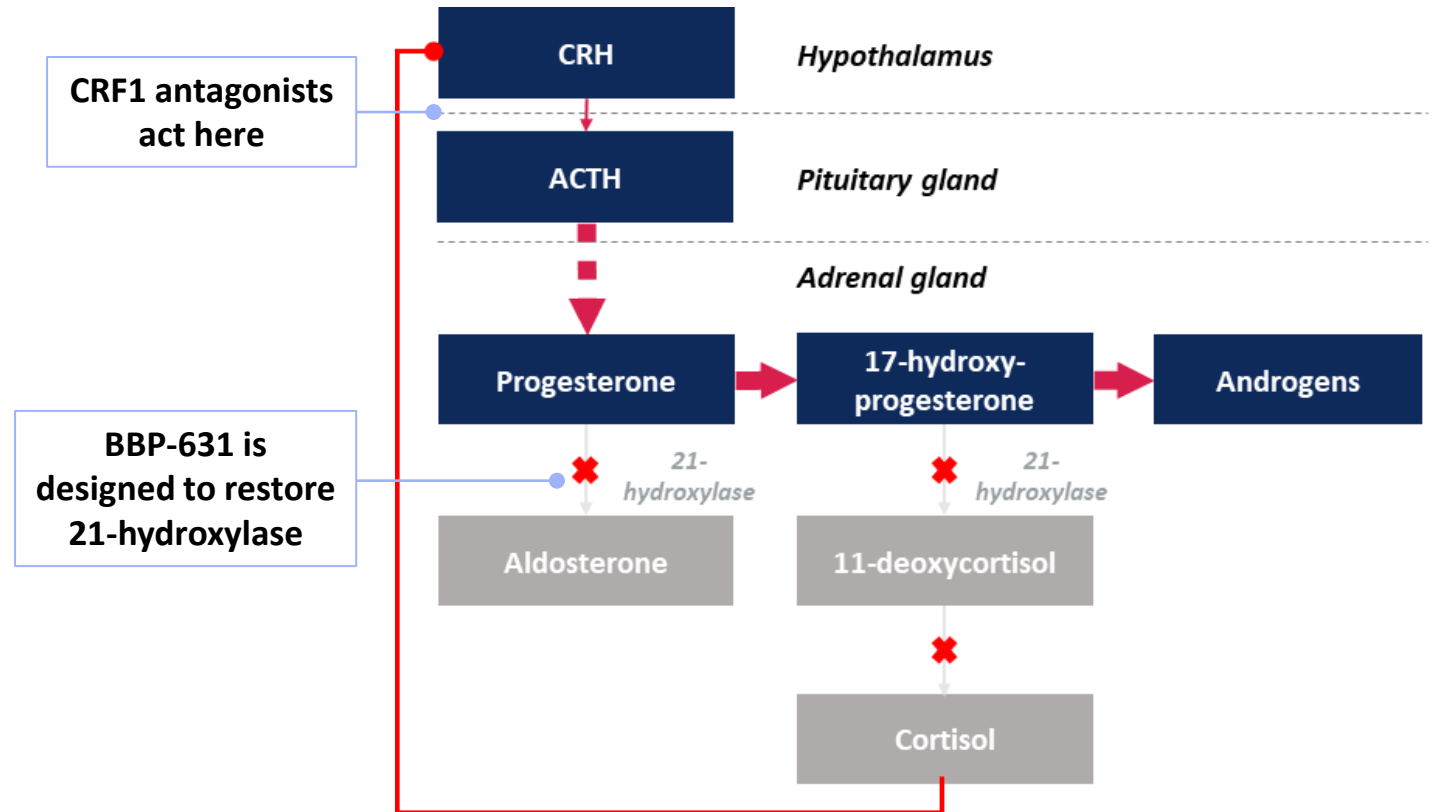 CRH
Hypothalamus
CRF1 antagonists
act here
ACTH
Pituitary gland
Adrenal gland
Progesterone
17-hydroxy-
progesterone
Androgens
BBP-631 is
designed to restore
21-hydroxylase
21-
hydroxylase
21-
hydroxylase
Aldosterone
11-deoxycortisol
Cortisol